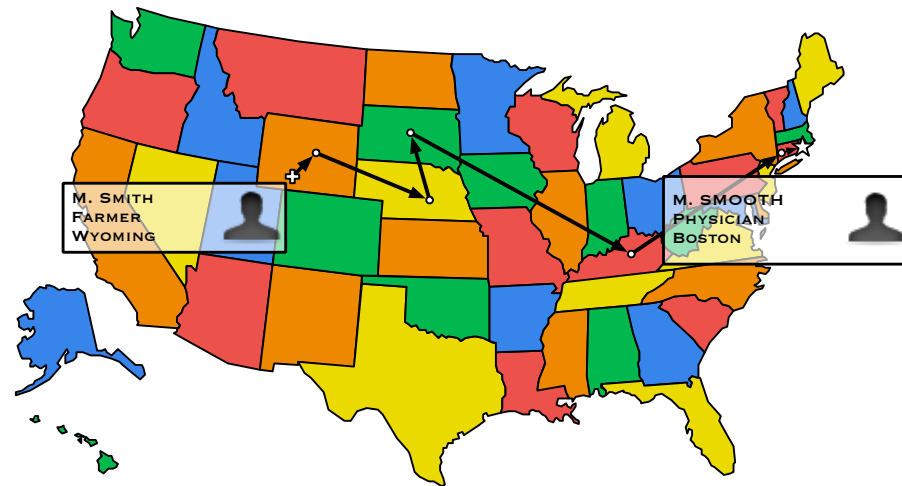 M. Smith
Farmer
Wyoming
M. SMOOTH
Physician
Boston